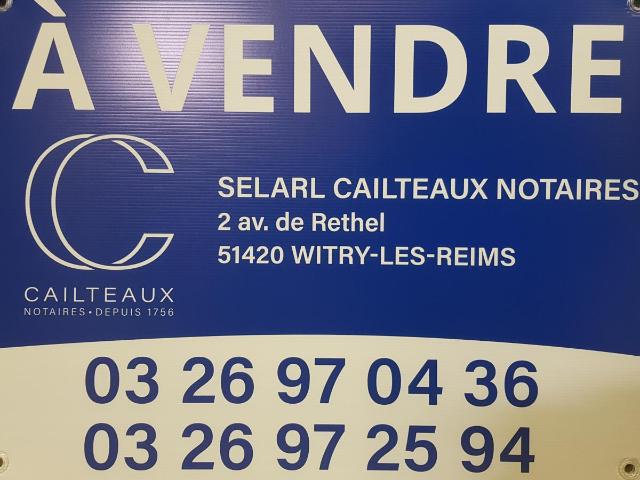 À VENDRE
SELARL CAILTEAUX NOTAIRES
2 av. de Rethel
51420 WITRY-LES-REIMS
CAILTEAUX
NOTAIRES • DEPUIS 1756
03 26 97 04 36
03 26 97 25 94